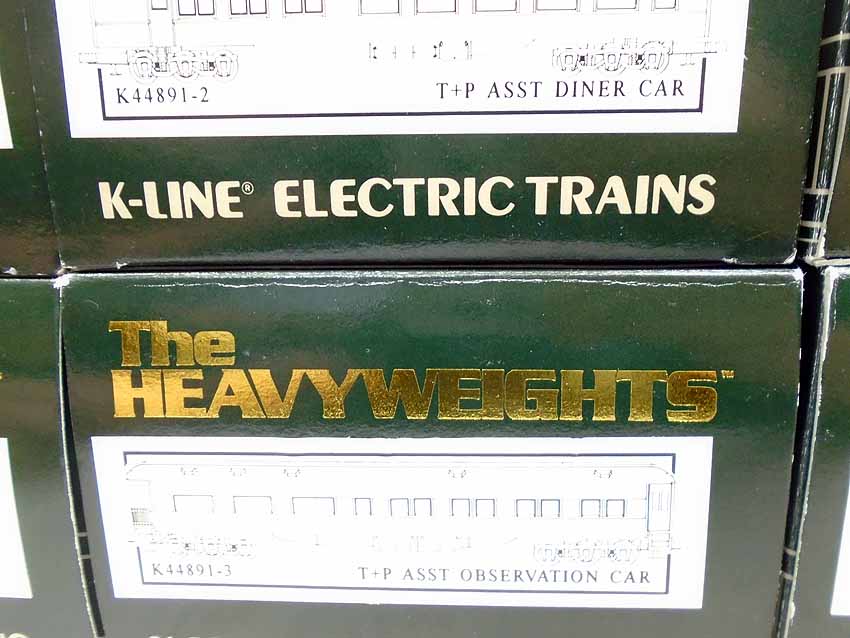 K44891-2 T+P ASST DINER CAR
K-LINE® ELECTRIC TRAINS
The
HEAVYWEIGHTS™
K44891-3 T+P ASST OBSERVATION CAR